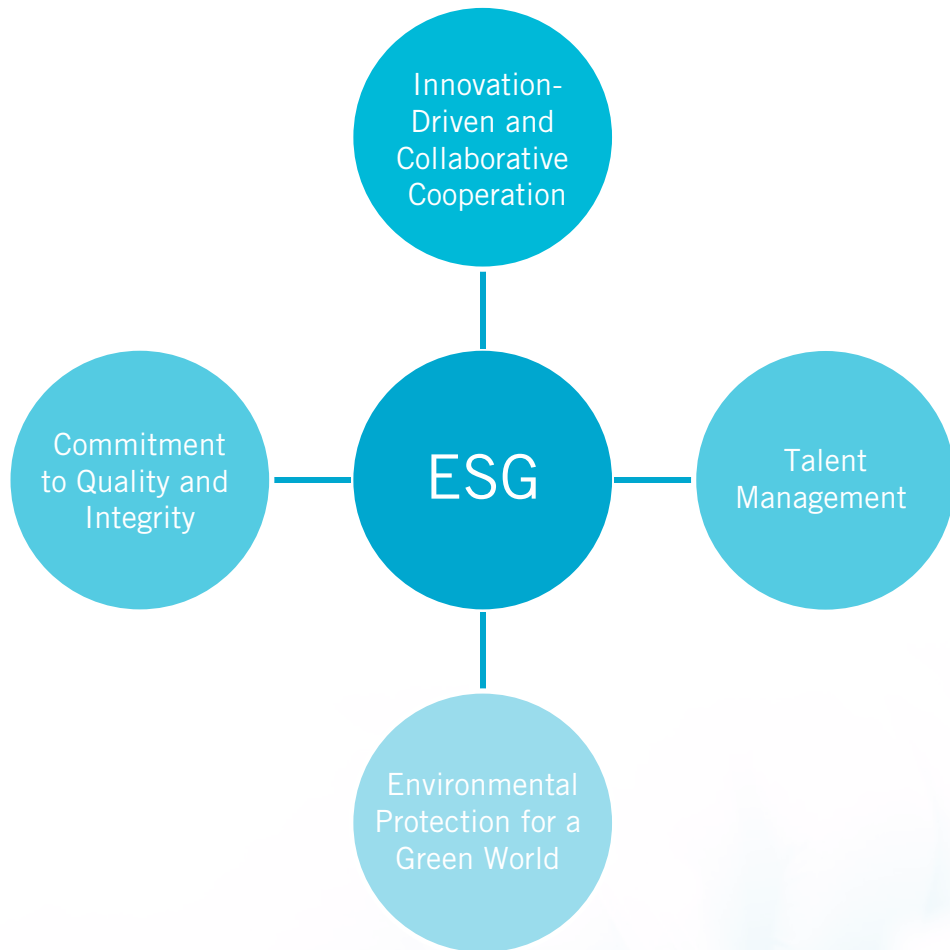 Innovation-
Driven and
Collaborative
Cooperation
Commitment
to Quality and
Integrity
ESG
Talent
Management
Environmental
Protection for a
Green World